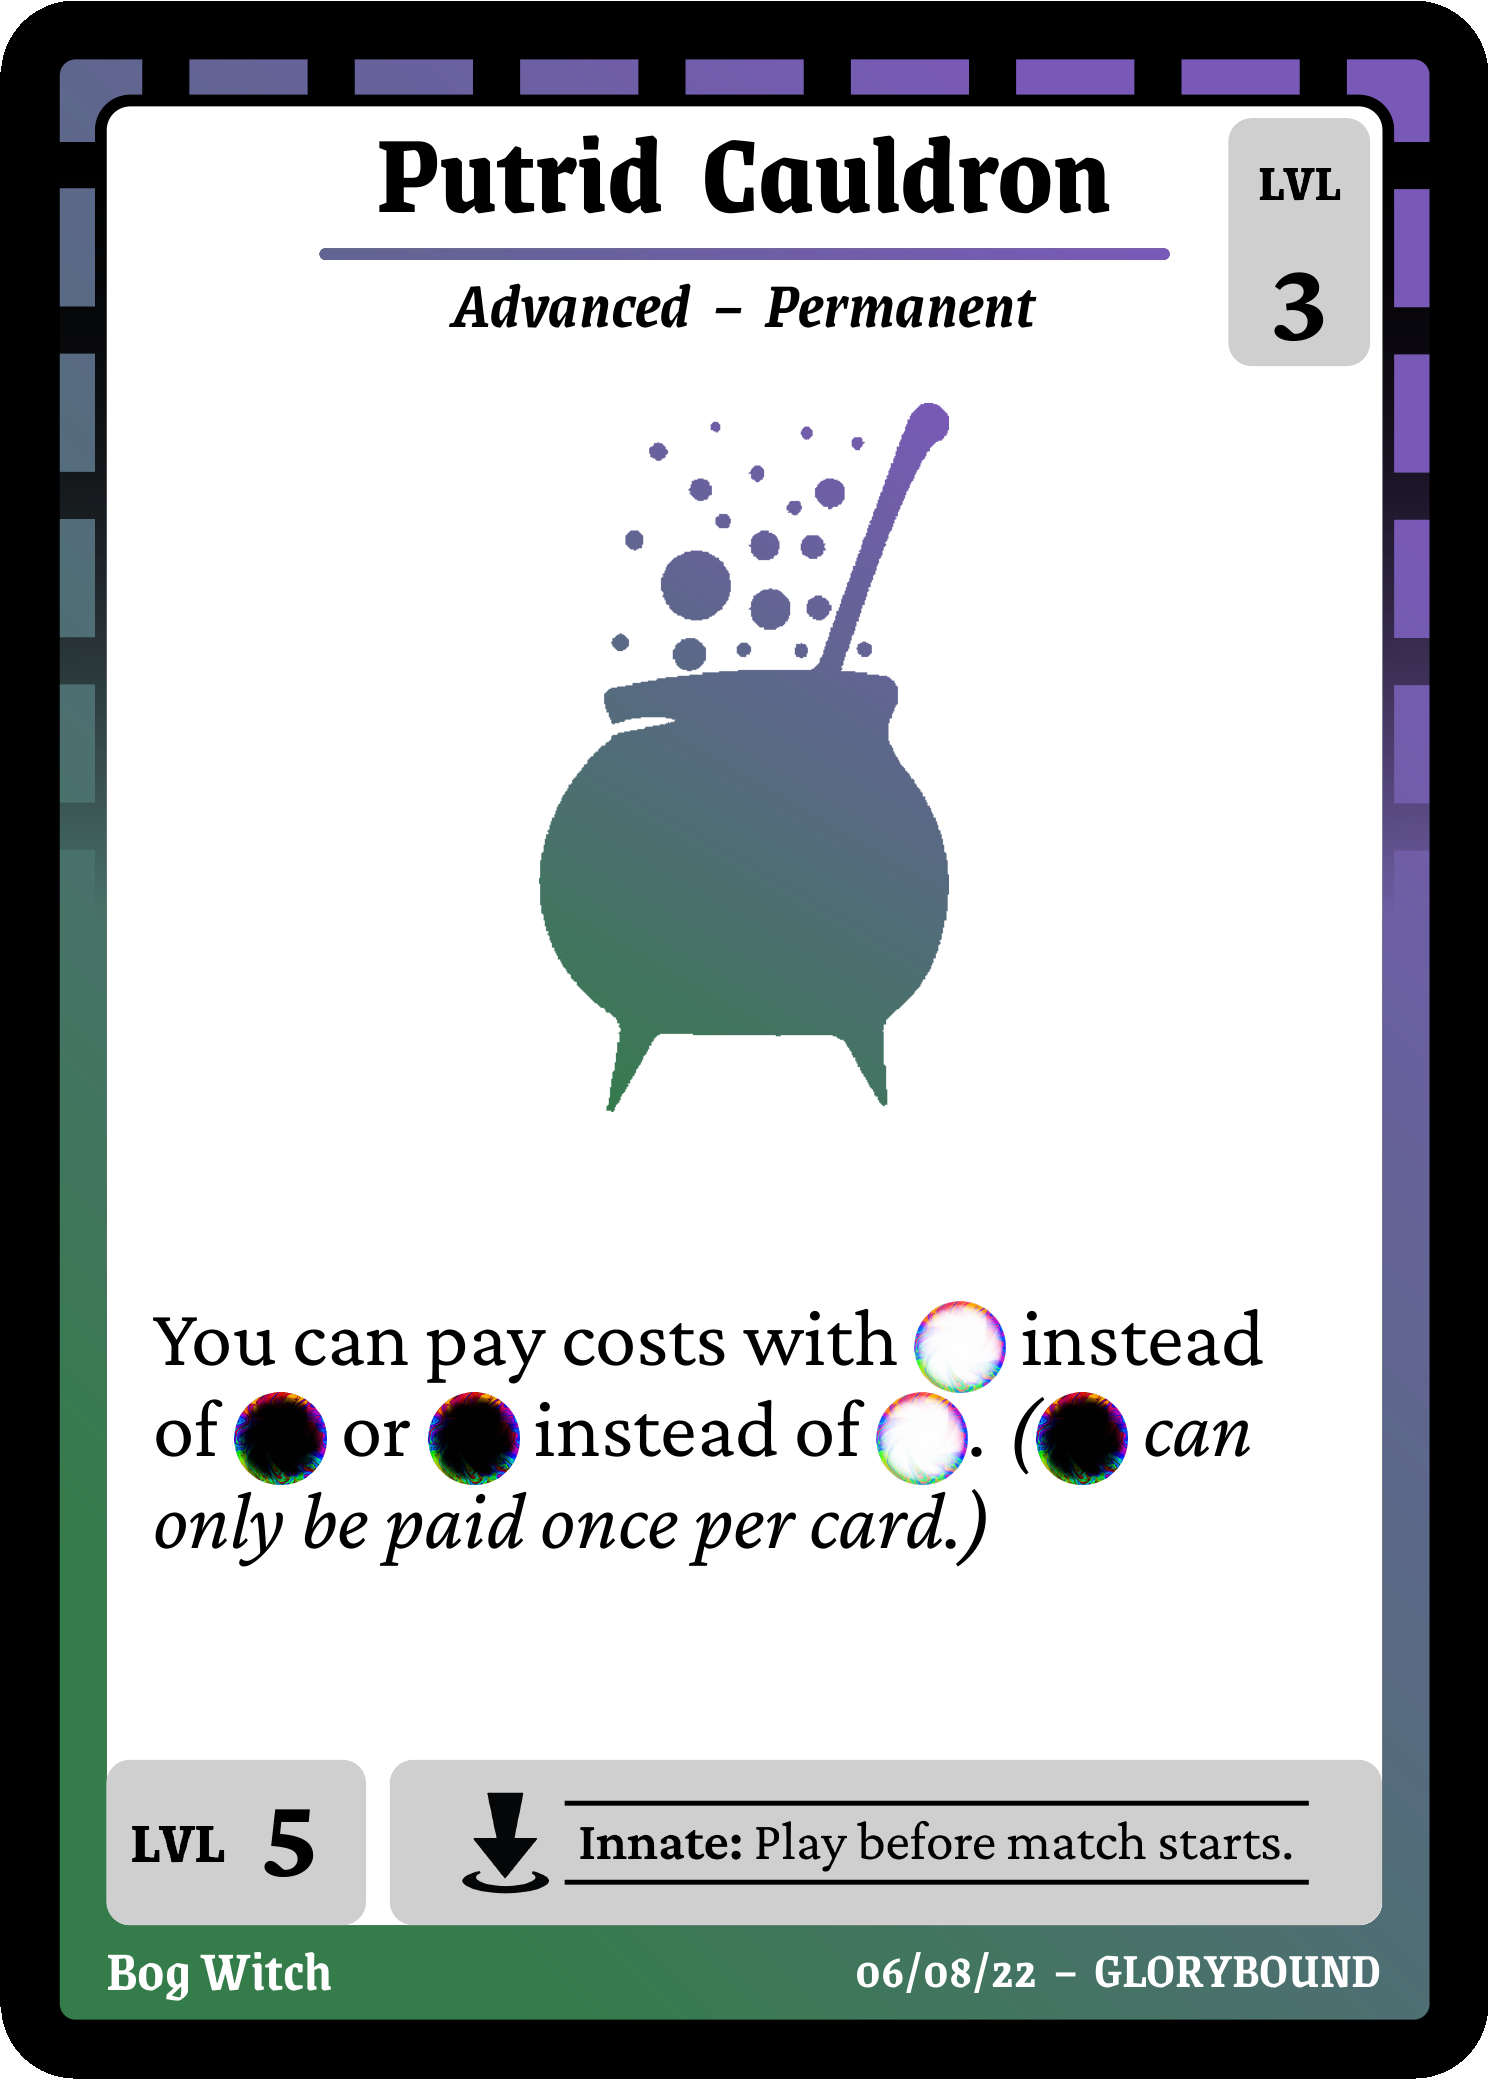 Putrid Cauldron
LVL
3
Advanced – Permanent
You can pay costs with instead
of or instead of . ( can
only be paid once per card.)
LVL 5
Innate: Play before match starts.
Bog Witch
06/08/22 – GLORYBOUND